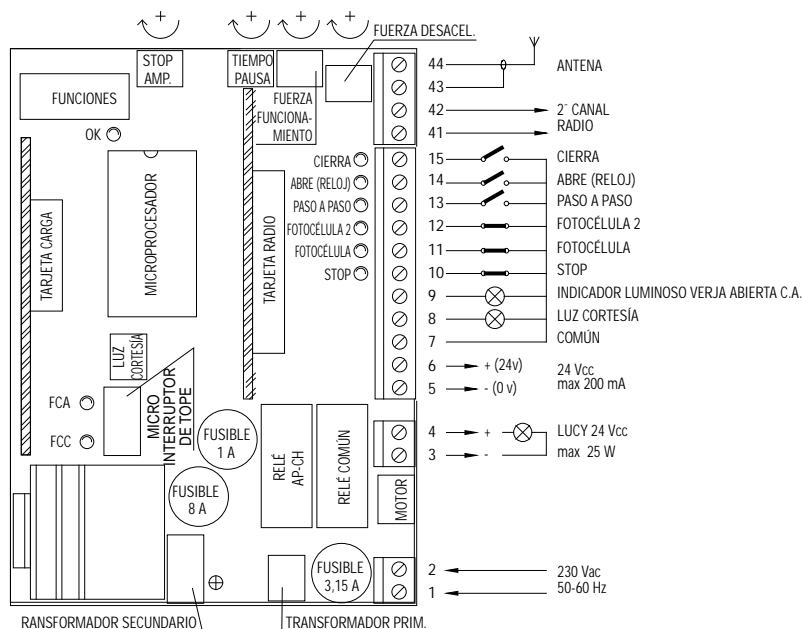 + + + +
FUERZA DESACEL.
STOP
AMP.
TIEMPO
PAUSA
FUNCIONES
FUERZA
FUNCIONA-
MIENTO
OK
MICROPROCESADOR
TARJETA CARGA
TARJETA RADIO
CIERRA
ABRE (RELOJ)
PASO A PASO
FOTOCÉLULA 2
FOTOCÉLULA
STOP
LUZ
CORTESÍA
MICRO
INTERRUPTOR
DE TOPE
FCA
FCC
FUSIBLE
1 A
FUSIBLE
8 A
RELÉ
AP-CH
RELÉ COMÚN
MOTOR
FUSIBLE
3,15 A
RANSFORMADOR SECUNDARIO
TRANSFORMADOR PRIM.
44 ANTENA
43
42 2¯ CANAL
41 RADIO
15 CIERRA
14 ABRE (RELOJ)
13 PASO A PASO
12 FOTOCÉLULA 2
11 FOTOCÉLULA
10 STOP
9 INDICADOR LUMINOSO VERJA ABIERTA C.A.
8 LUZ CORTESÍA
7 COMÚN
6 + (24v) 24 Vcc
5 - (0 v) max 200 mA
4 + LUCY 24 Vcc
3 - max 25 W
2 230 Vac
1 50-60 Hz